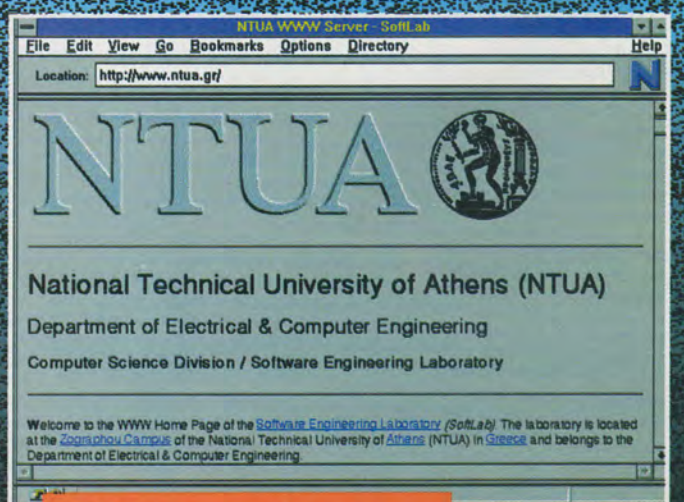 NTUA WWW Server - SoftLab
File Edit View Go Bookmarks Options Directory Help
Location: http://www.ntua.gr/
N
NTUA
National Technical University of Athens (NTUA)
Department of Electrical & Computer Engineering
Computer Science Division / Software Engineering Laboratory
Welcome to the WWW Home Page of the Software Engineering Laboratory (SoftLab). The laboratory is located
at the Zographou Campus of the National Technical University of Athens (NTUA) in Greece and belongs to the
Department of Electrical & Computer Engineering.